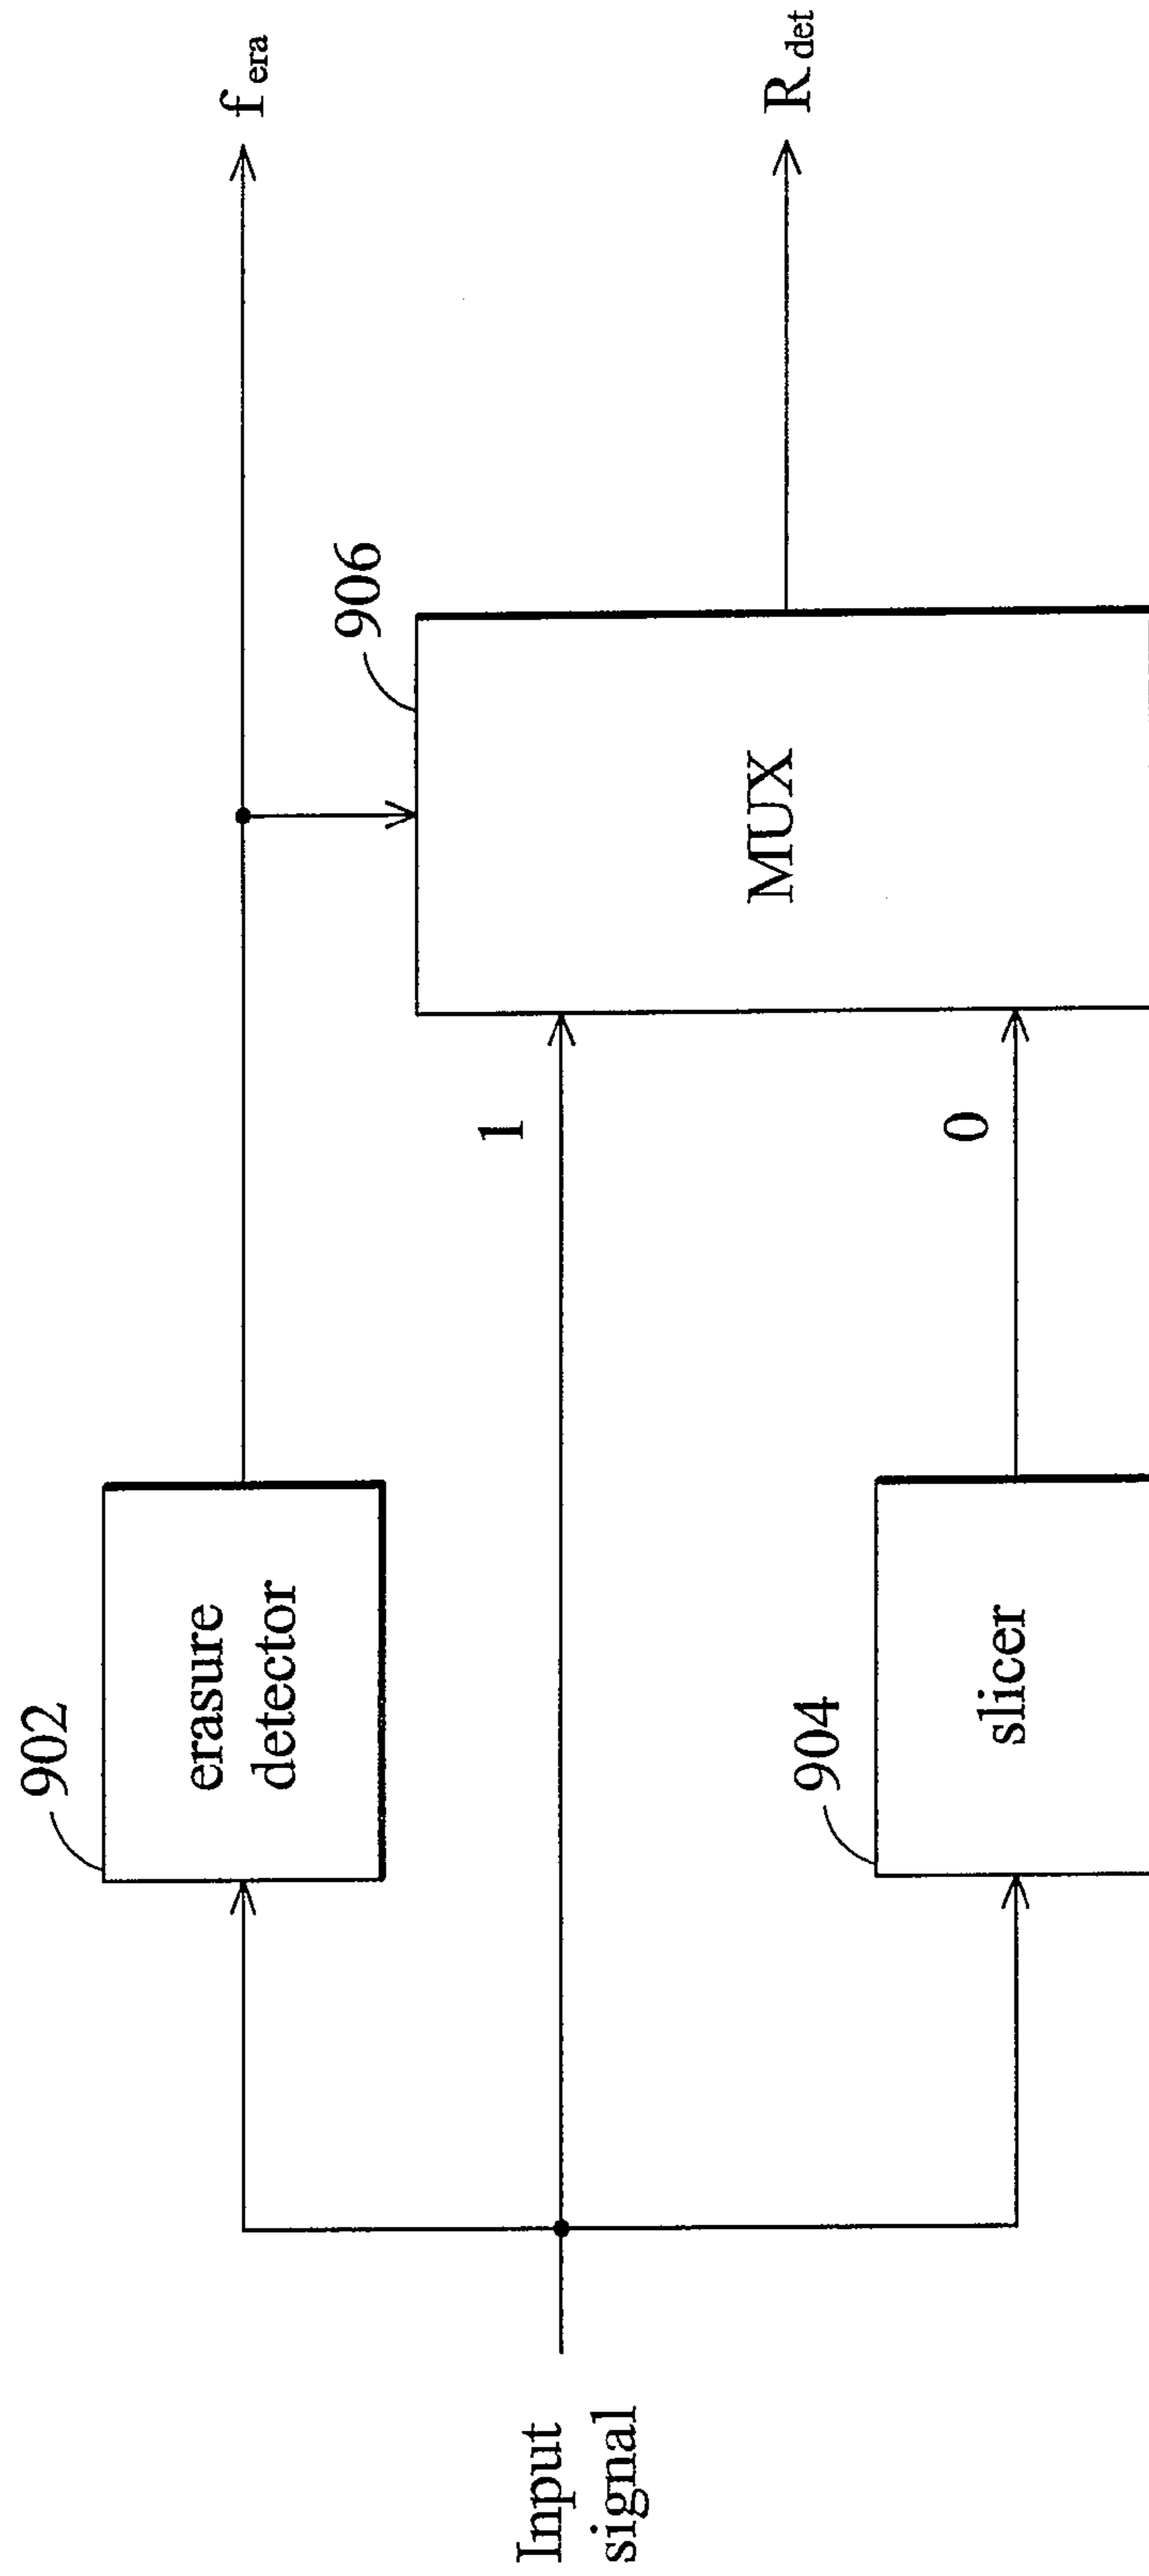 902
erasure
detector
f era
906
Input
signal
1
MUX
R det
904
slicer
0